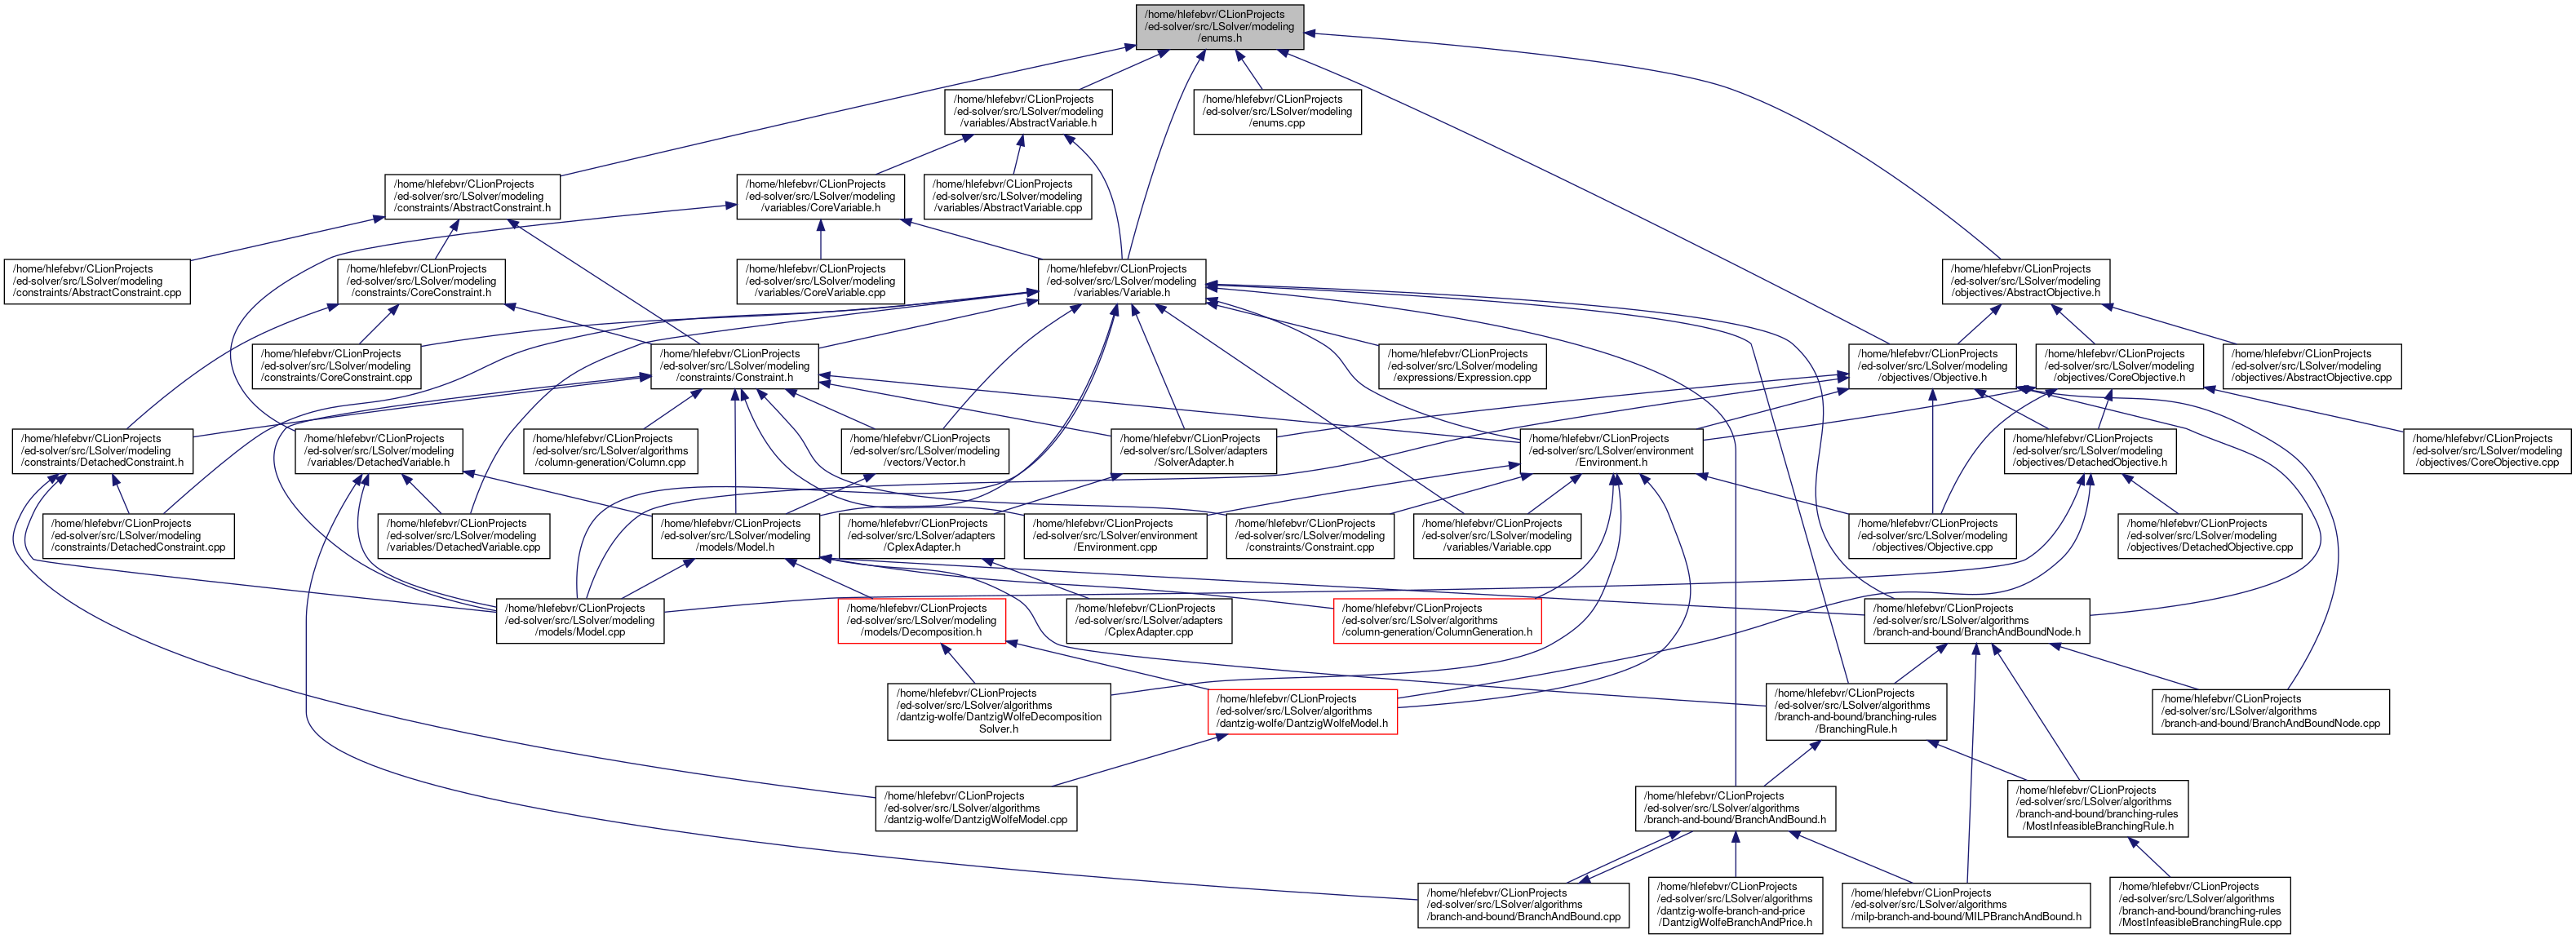 /home/hlefebvr/CLionProjects
/ed-solver/src/LSolver/modeling
/enums.h
/home/hlefebvr/CLionProjects
/ed-solver/src/LSolver/modeling
/variables/AbstractVariable.h
/home/hlefebvr/CLionProjects
/ed-solver/src/LSolver/modeling
/enums.cpp
/home/hlefebvr/CLionProjects
/ed-solver/src/LSolver/modeling
/constraints/AbstractConstraint.h
/home/hlefebvr/CLionProjects
/ed-solver/src/LSolver/modeling
/variables/CoreVariable.h
/home/hlefebvr/CLionProjects
/ed-solver/src/LSolver/modeling
/variables/AbstractVariable.cpp
/home/hlefebvr/CLionProjects
/ed-solver/src/LSolver/modeling
/constraints/AbstractConstraint.cpp
/home/hlefebvr/CLionProjects
/ed-solver/src/LSolver/modeling
/constraints/CoreConstraint.h
/home/hlefebvr/CLionProjects
/ed-solver/src/LSolver/modeling
/variables/CoreVariable.cpp
/home/hlefebvr/CLionProjects
/ed-solver/src/LSolver/modeling
/variables/Variable.h
/home/hlefebvr/CLionProjects
/ed-solver/src/LSolver/modeling
/objectives/AbstractObjective.h
/home/hlefebvr/CLionProjects
/ed-solver/src/LSolver/modeling
/constraints/CoreConstraint.cpp
/home/hlefebvr/CLionProjects
/ed-solver/src/LSolver/modeling
/constraints/Constraint.h
/home/hlefebvr/CLionProjects
/ed-solver/src/LSolver/modeling
/expressions/Expression.cpp
/home/hlefebvr/CLionProjects
/ed-solver/src/LSolver/modeling
/objectives/Objective.h
/home/hlefebvr/CLionProjects
/ed-solver/src/LSolver/modeling
/objectives/CoreObjective.h
/home/hlefebvr/CLionProjects
/ed-solver/src/LSolver/modeling
/objectives/AbstractObjective.cpp
/home/hlefebvr/CLionProjects
/ed-solver/src/LSolver/modeling
/constraints/DetachedConstraint.h
/home/hlefebvr/CLionProjects
/ed-solver/src/LSolver/modeling
/variables/DetachedVariable.h
/home/hlefebvr/CLionProjects
/ed-solver/src/LSolver/algorithms
/column-generation/Column.cpp
/home/hlefebvr/CLionProjects
/ed-solver/src/LSolver/modeling
/vectors/Vector.h
/home/hlefebvr/CLionProjects
/ed-solver/src/LSolver/adapters
/SolverAdapter.h
/home/hlefebvr/CLionProjects
/ed-solver/src/LSolver/environment
/Environment.h
/home/hlefebvr/CLionProjects
/ed-solver/src/LSolver/modeling
/objectives/DetachedObjective.h
/home/hlefebvr/CLionProjects
/ed-solver/src/LSolver/modeling
/objectives/CoreObjective.cpp
/home/hlefebvr/CLionProjects
/ed-solver/src/LSolver/modeling
/constraints/DetachedConstraint.cpp
/home/hlefebvr/CLionProjects
/ed-solver/src/LSolver/modeling
/variables/DetachedVariable.cpp
/home/hlefebvr/CLionProjects
/ed-solver/src/LSolver/modeling
/models/Model.h
/home/hlefebvr/CLionProjects
/ed-solver/src/LSolver/adapters
/CplexAdapter.h
/home/hlefebvr/CLionProjects
/ed-solver/src/LSolver/environment
/Environment.cpp
/home/hlefebvr/CLionProjects
/ed-solver/src/LSolver/modeling
/constraints/Constraint.cpp
/home/hlefebvr/CLionProjects
/ed-solver/src/LSolver/modeling
/variables/Variable.cpp
/home/hlefebvr/CLionProjects
/ed-solver/src/LSolver/modeling
/objectives/Objective.cpp
/home/hlefebvr/CLionProjects
/ed-solver/src/LSolver/modeling
/objectives/DetachedObjective.cpp
/home/hlefebvr/CLionProjects
/ed-solver/src/LSolver/modeling
/models/Model.cpp
/home/hlefebvr/CLionProjects
/ed-solver/src/LSolver/modeling
/models/Decomposition.h
/home/hlefebvr/CLionProjects
/ed-solver/src/LSolver/adapters
/CplexAdapter.cpp
/home/hlefebvr/CLionProjects
/ed-solver/src/LSolver/algorithms
/column-generation/ColumnGeneration.h
/home/hlefebvr/CLionProjects
/ed-solver/src/LSolver/algorithms
/branch-and-bound/BranchAndBoundNode.h
/home/hlefebvr/CLionProjects
/ed-solver/src/LSolver/algorithms
/dantzig-wolfe/DantzigWolfeDecomposition
Solver.h
/home/hlefebvr/CLionProjects
/ed-solver/src/LSolver/algorithms
/dantzig-wolfe/DantzigWolfeModel.h
/home/hlefebvr/CLionProjects
/ed-solver/src/LSolver/algorithms
/branch-and-bound/branching-rules
/BranchingRule.h
/home/hlefebvr/CLionProjects
/ed-solver/src/LSolver/algorithms
/branch-and-bound/BranchAndBoundNode.cpp
/home/hlefebvr/CLionProjects
/ed-solver/src/LSolver/algorithms
/dantzig-wolfe/DantzigWolfeModel.cpp
/home/hlefebvr/CLionProjects
/ed-solver/src/LSolver/algorithms
/branch-and-bound/BranchAndBound.h
/home/hlefebvr/CLionProjects
/ed-solver/src/LSolver/algorithms
/branch-and-bound/branching-rules
/MostInfeasibleBranchingRule.h
/home/hlefebvr/CLionProjects
/ed-solver/src/LSolver/algorithms
/branch-and-bound/BranchAndBound.cpp
/home/hlefebvr/CLionProjects
/ed-solver/src/LSolver/algorithms
/dantzig-wolfe-branch-and-price
/DantzigWolfeBranchAndPrice.h
/home/hlefebvr/CLionProjects
/ed-solver/src/LSolver/algorithms
/milp-branch-and-bound/MILPBranchAndBound.h
/home/hlefebvr/CLionProjects
/ed-solver/src/LSolver/algorithms
/branch-and-bound/branching-rules
/MostInfeasibleBranchingRule.cpp